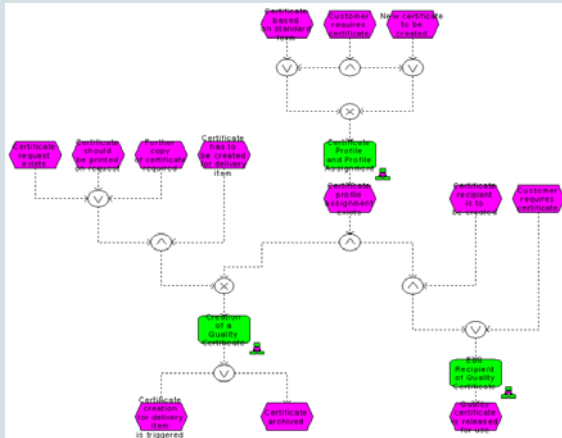 Certificate
based
on standard
form
Customer
requires
certificate
New certificate
to be
created
Certificate
request
exists
Certificate
should
be printed
on request
Further
copy
of certificate
required
Certificate
has to
be created
for delivery
item
Certificate
Profile
and Profile
Assignment
Certificate
profile
assignment
exists
Certificate
recipient
is to
be created
Customer
requires
certificate
Creation
of a
Quality
Certificate
Edit
Recipient
of Quality
Certificate
Certificate
creation
for delivery
item
is triggered
Certificate
archived
Quality
certificate
is released
for use